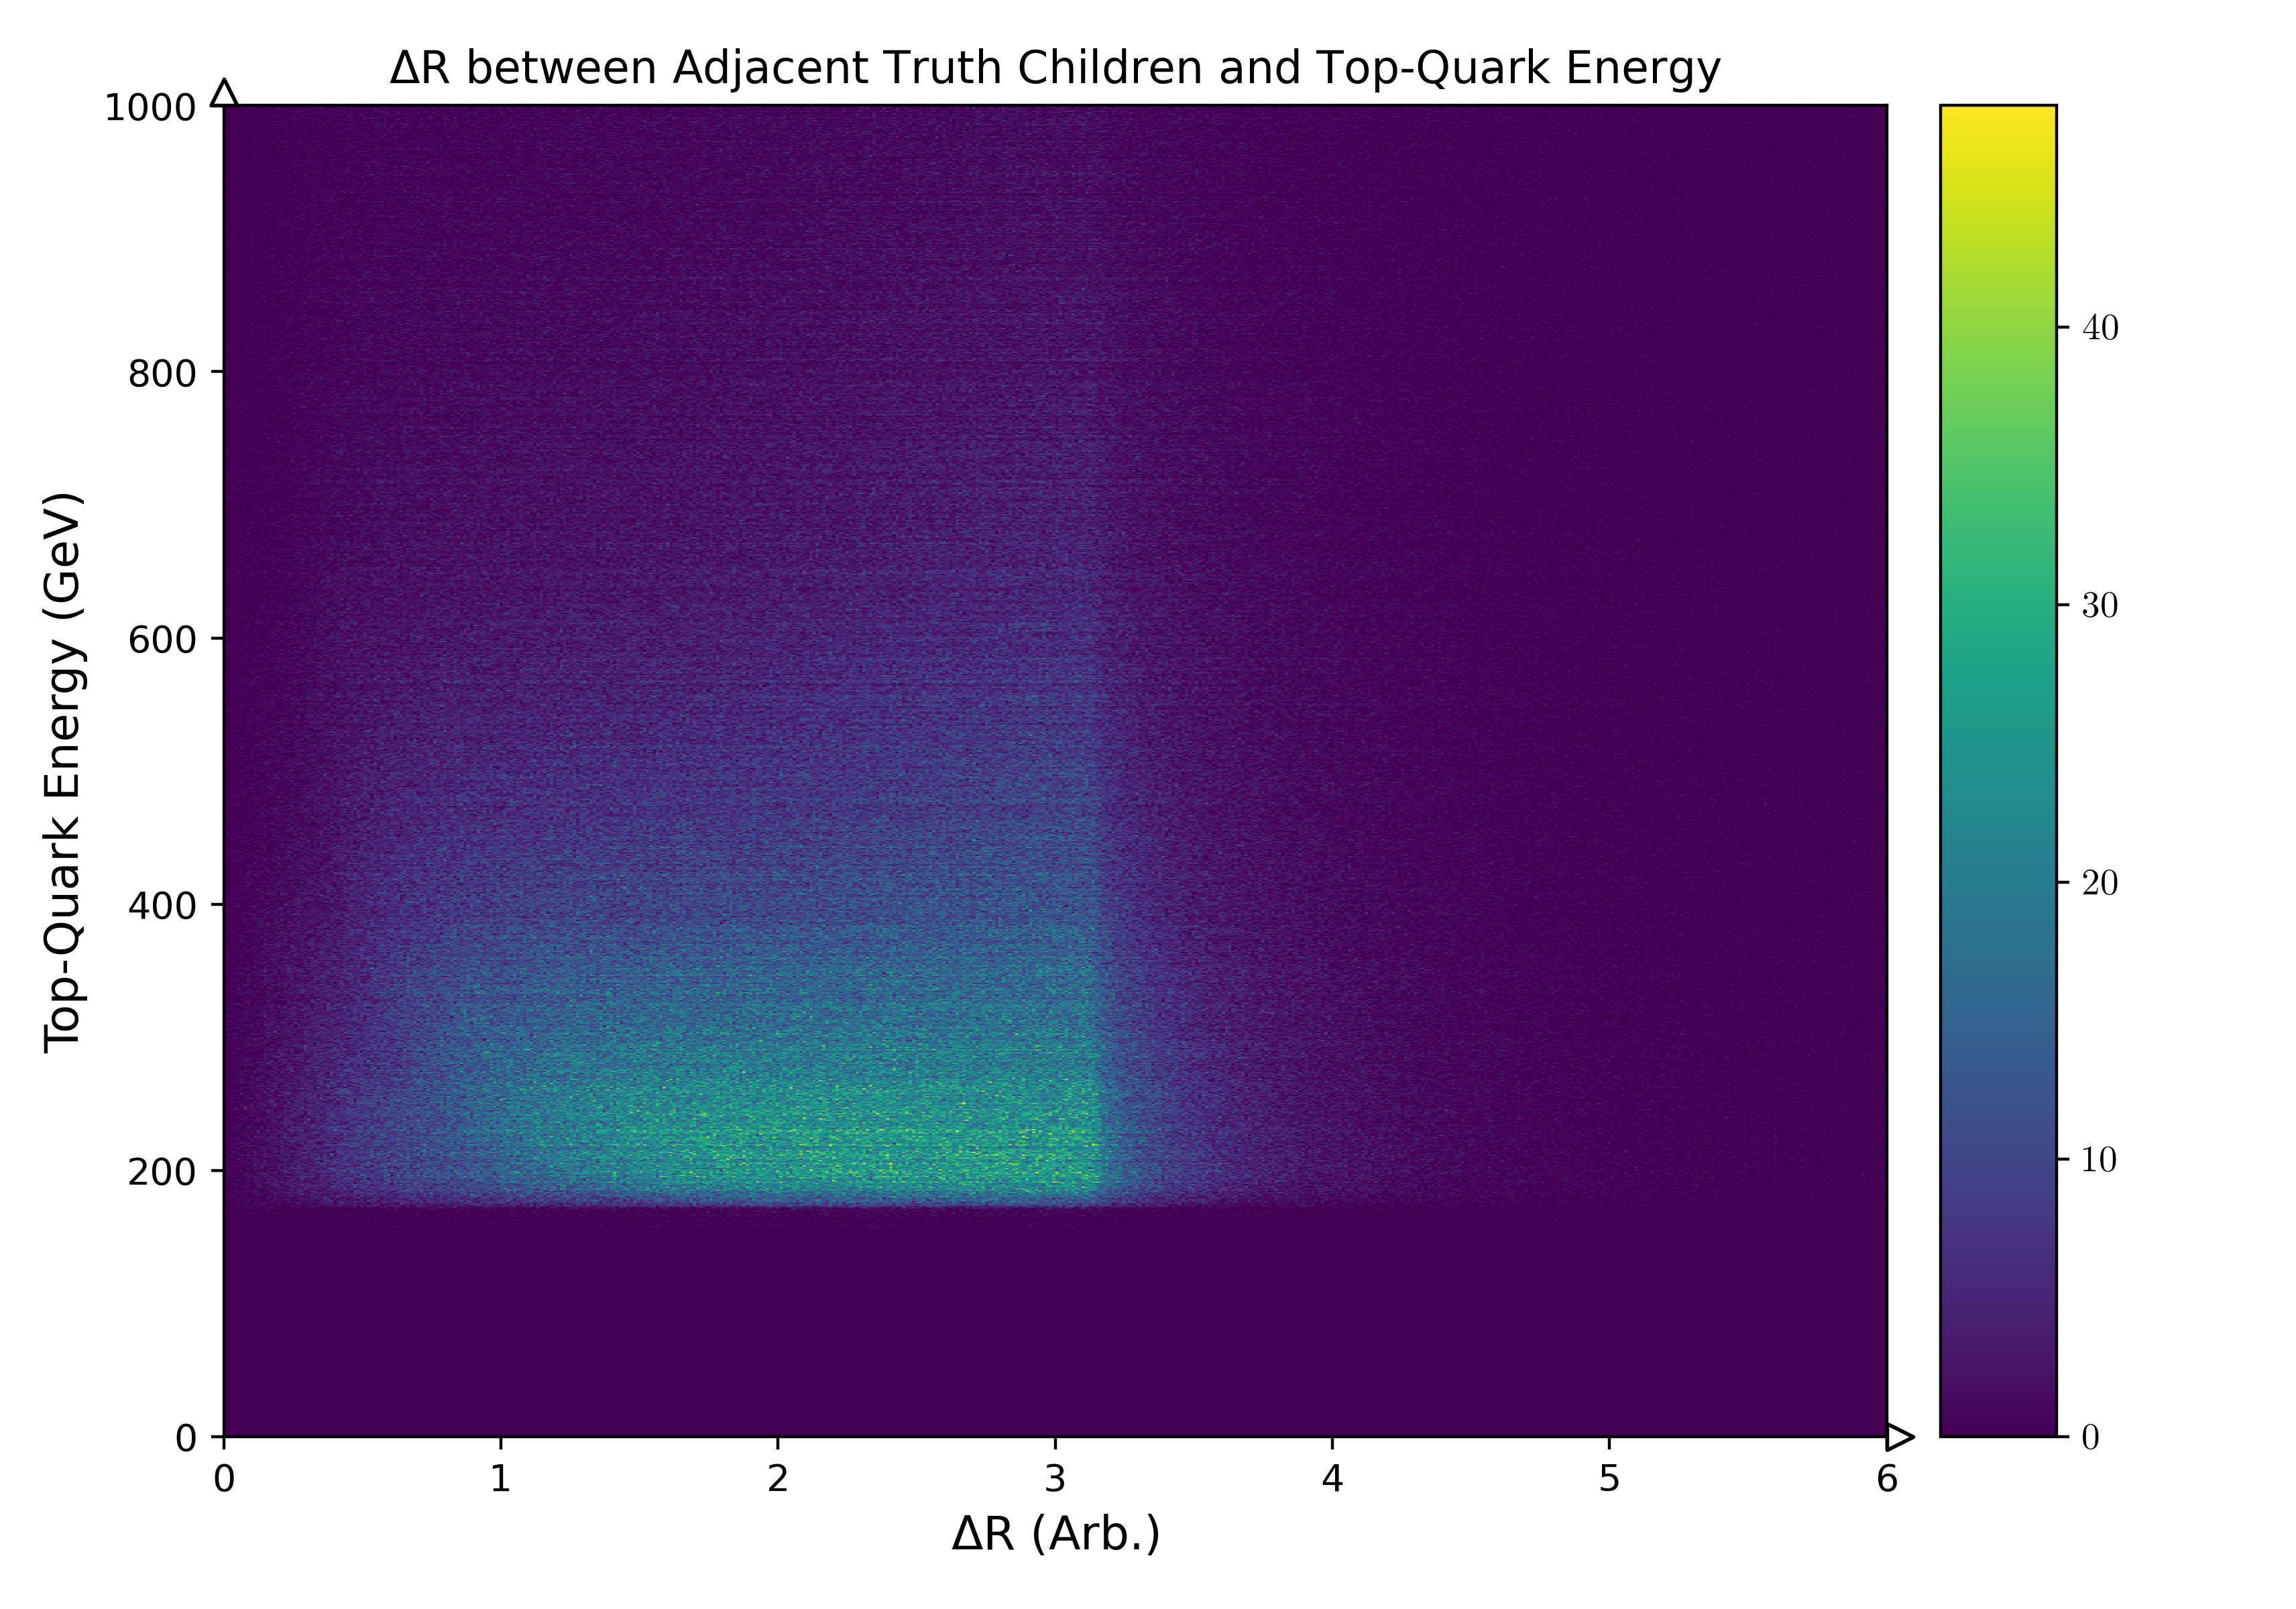 ΔR between Adjacent Truth Children and Top-Quark Energy
1000
800
600
400
200
0
Top-Quark Energy (GeV)
0 1 2 3 4 5 6
ΔR (Arb.)
40
30
20
10
0